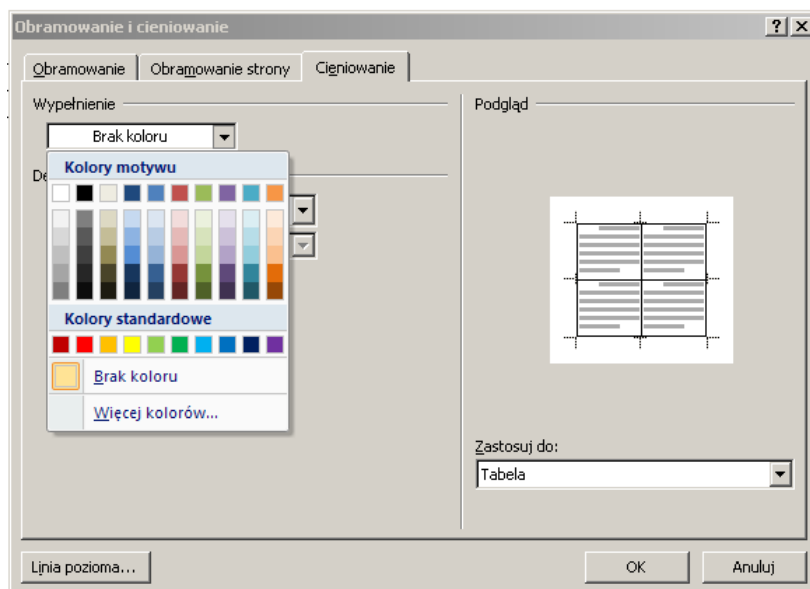 Obramowanie i cieniowanie
Obramowanie Obramowanie strony Cieniowanie
Wypełnienie
Brak koloru
Kolory motywu
Kolory standardowe
Brak koloru
Więcej kolorów...
Podgląd
Zastosuj do:
Tabela
Linia pozioma... OK Anuluj